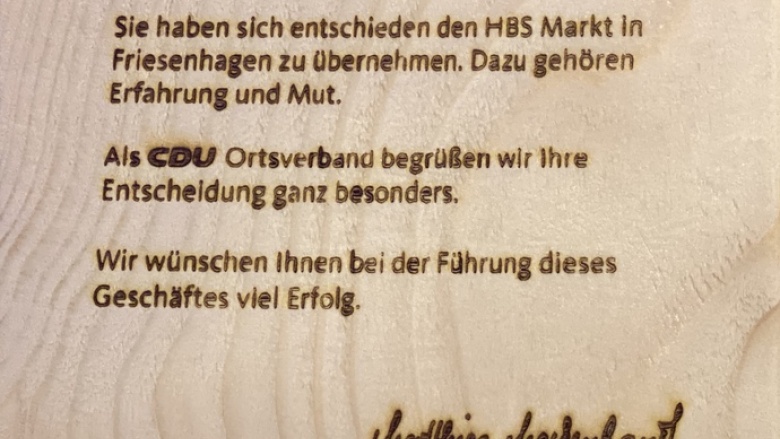 Sie haben sich entschieden den HBS Markt in
Friesenhagen zu übernehmen. Dazu gehören
Erfahrung und Mut.
Als CDU Ortsverband begrüßen wir Ihre
Entscheidung ganz besonders.
Wir wünschen Ihnen bei der Führung dieses
Geschäftes viel Erfolg.